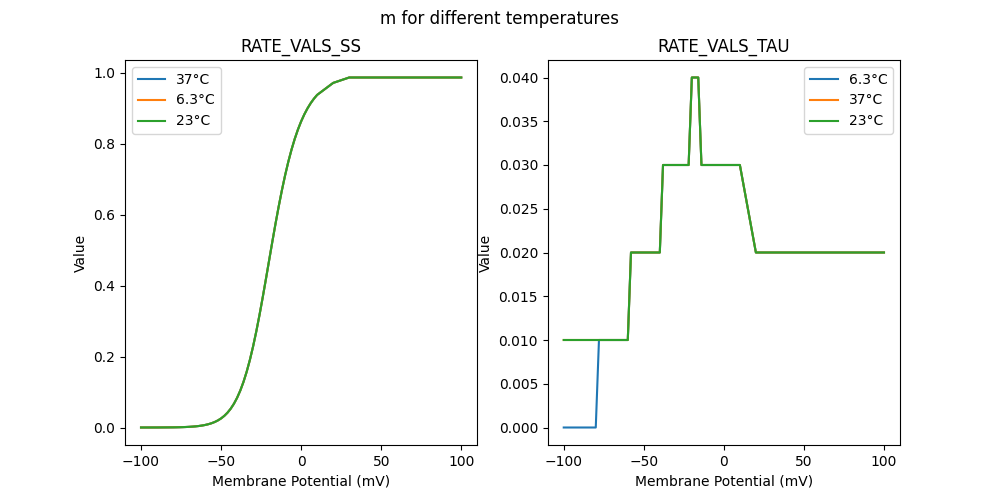 m for different temperatures
RATE_VALS_SS
1.0
0.8
0.6
0.4
0.2
0.0
Value
37°C
6.3°C
23°C
−100
−50
0
50
100
Membrane Potential (mV)
RATE_VALS_TAU
0.040
0.035
0.030
0.025
0.020
0.015
0.010
0.005
0.000
Value
6.3°C
37°C
23°C
−100
−50
0
50
100
Membrane Potential (mV)